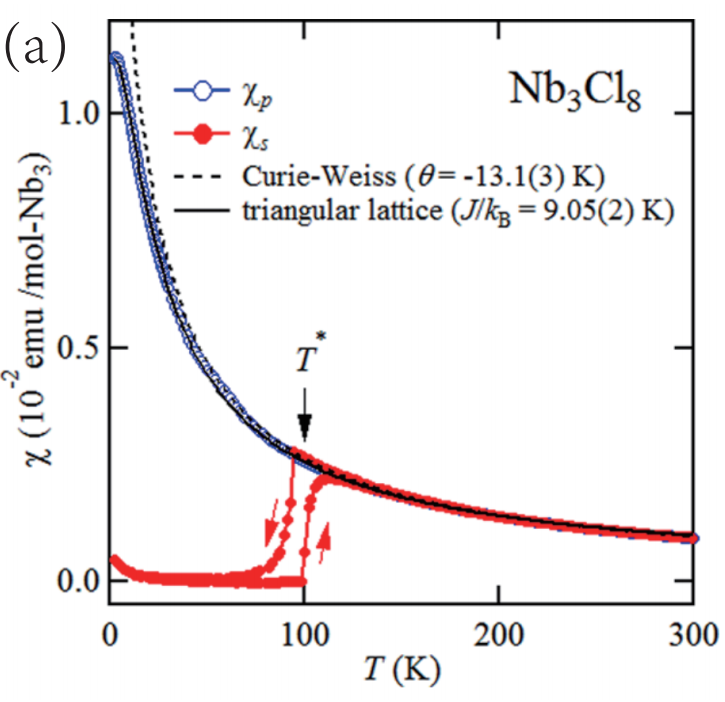 (a)
Nb₃Cl₈
χₚ
χₛ
Curie-Weiss (θ= -13.1(3) K)
triangular lattice (J/k_B = 9.05(2) K)
T*
χ (10⁻² emu /mol-Nb₃)
1.0
0.5
0.0
0
100
200
300
T (K)